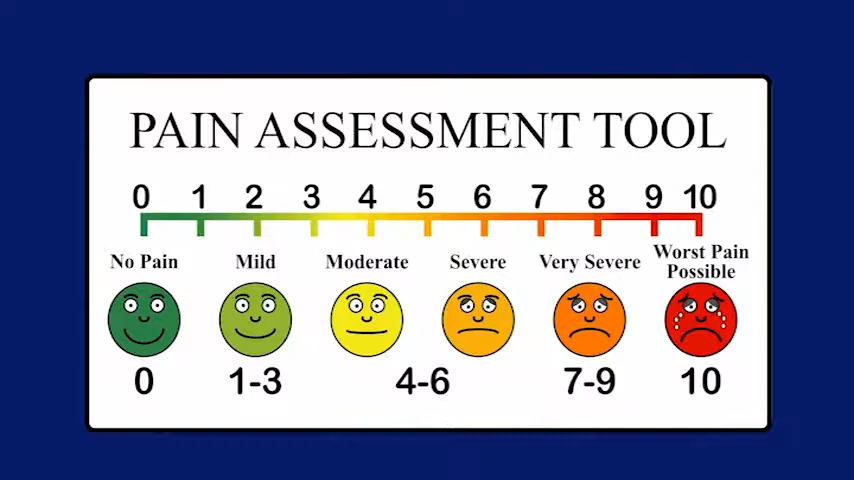 PAIN ASSESSMENT TOOL
0 1 2 3 4 5 6 7 8 9 10
No Pain Mild Moderate Severe Very Severe Worst Pain
Possible
0 1-3 4-6 7-9 10